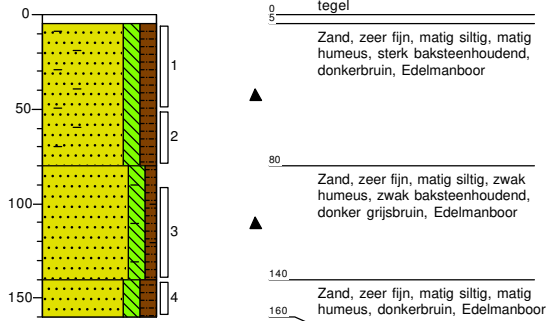 0
50
100
150
1
2
3
4
0
tegel
5
Zand, zeer fijn, matig siltig, matig
humeus, sterk baksteenhoudend,
donkerbruin, Edelmanboor
80
Zand, zeer fijn, matig siltig, zwak
humeus, zwak baksteenhoudend,
donker grijsbruin, Edelmanboor
140
Zand, zeer fijn, matig siltig, matig
humeus, donkerbruin, Edelmanboor
160